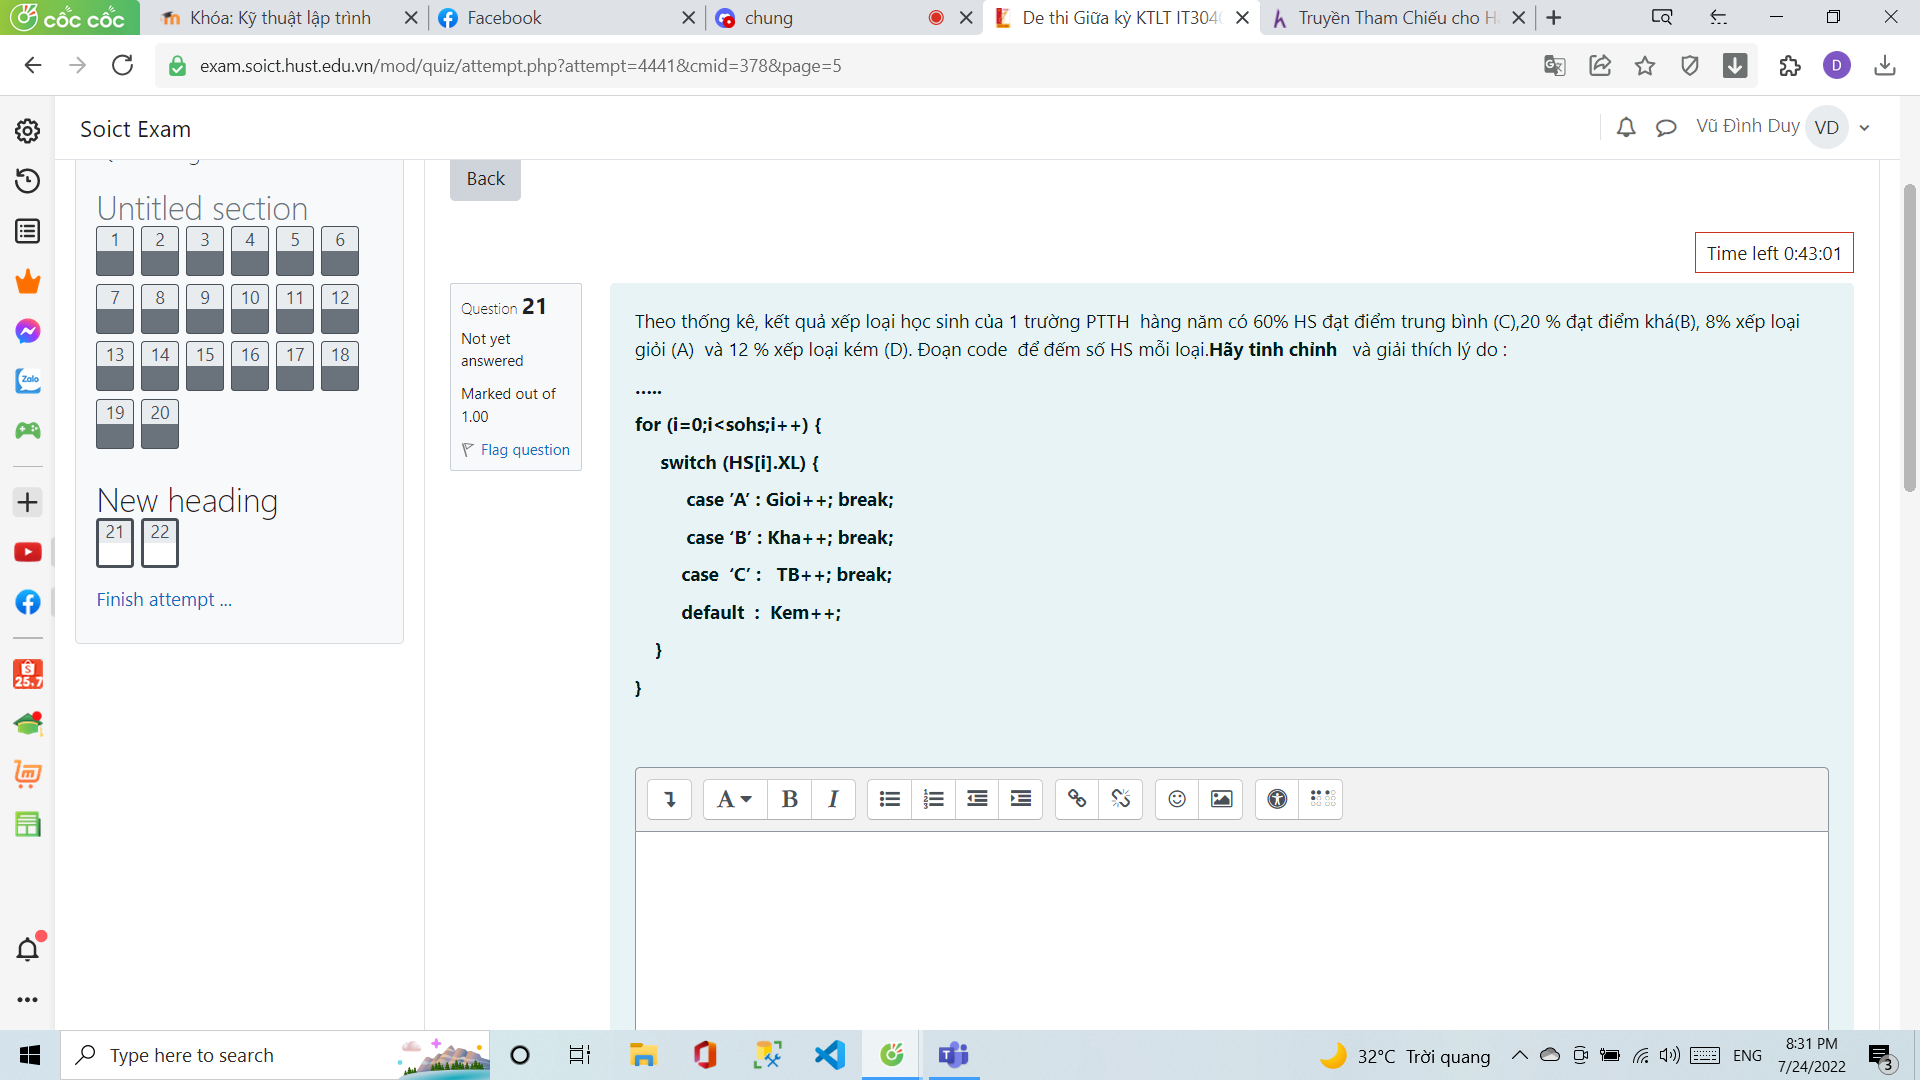 cốc cốc
Khóa: Kỹ thuật lập trình
Facebook
chung
De thi Giữa kỳ KTLT IT304
Truyền Tham Chiếu cho H
exam.soict.hust.edu.vn/mod/quiz/attempt.php?attempt=4441&cmid=378&page=5
D
Soict Exam
Vũ Đình Duy
VD
Back
Untitled section
1 2 3 4 5 6
7 8 9 10 11 12
13 14 15 16 17 18
19 20
New heading
21 22
Finish attempt ...
Time left 0:43:01
Question 21
Not yet
answered
Marked out of
1.00
Flag question
Theo thống kê, kết quả xếp loại học sinh của 1 trường PTTH hàng năm có 60% HS đạt điểm trung bình (C),20 % đạt điểm khá(B), 8% xếp loại
giỏi (A) và 12 % xếp loại kém (D). Đoạn code để đếm số HS mỗi loại.Hãy tinh chỉnh và giải thích lý do :
…..
for (i=0;i<sohs;i++) {
switch (HS[i].XL) {
case ’A’ : Gioi++; break;
case ‘B’ : Kha++; break;
case ‘C’ : TB++; break;
default : Kem++;
}
}
A B I
Zalo
25.7
Type here to search
32°C Trời quang
ENG
8:31 PM
7/24/2022
3